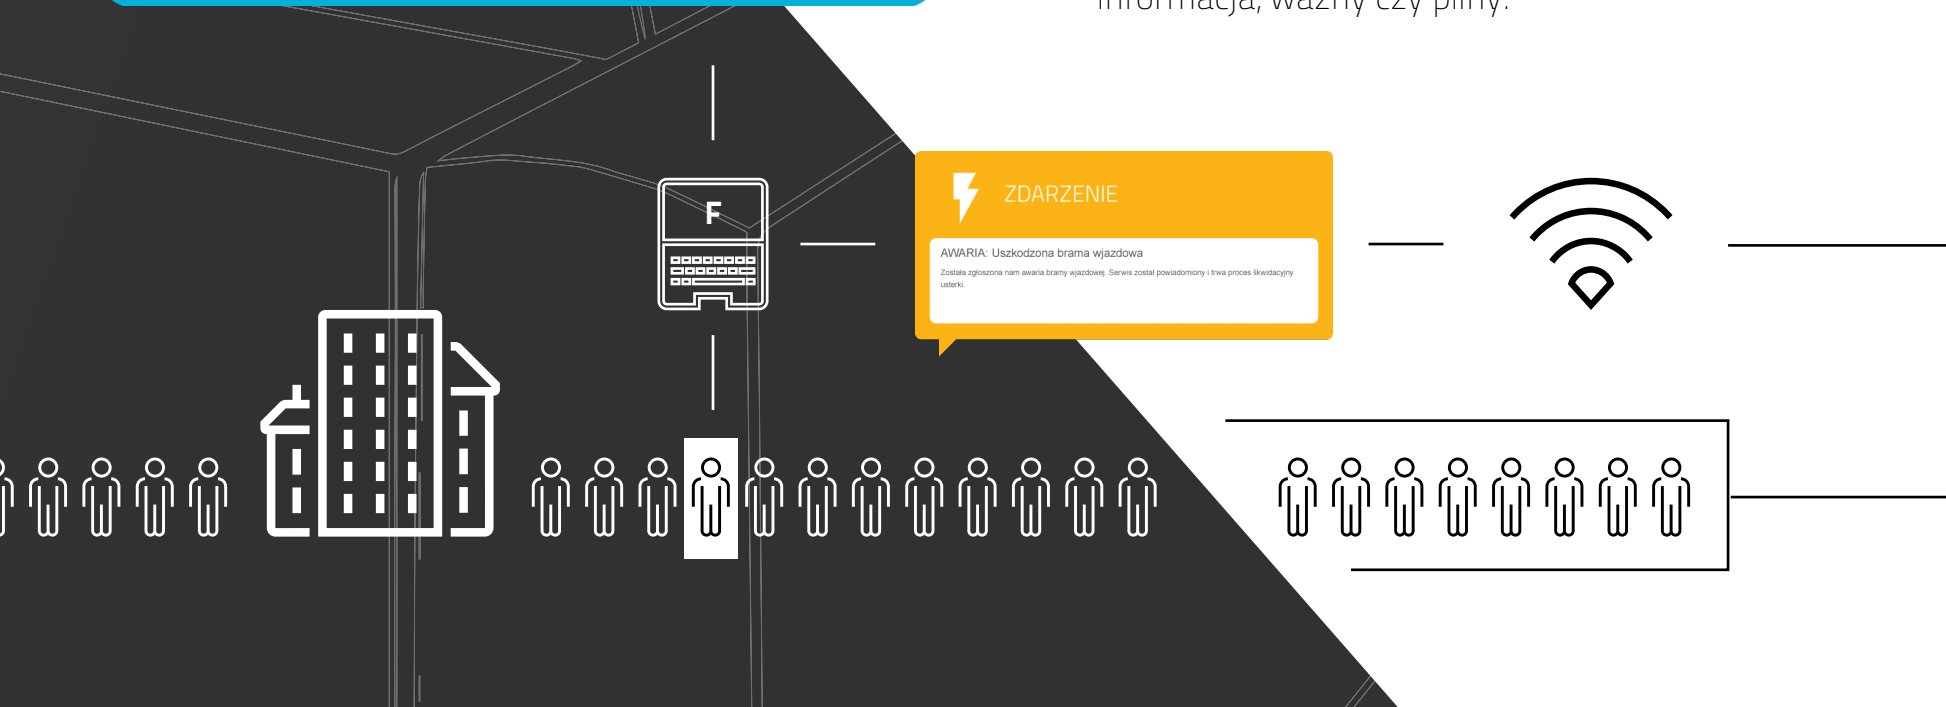 informacja, ważny czy pilny.
F
ZDARZENIE
AWARIA: Uszkodzona brama wjazdowa
Została zgłoszona nam awaria bramy wjazdowej. Serwis został powiadomiony i trwa proces likwidacyjny
usterki.